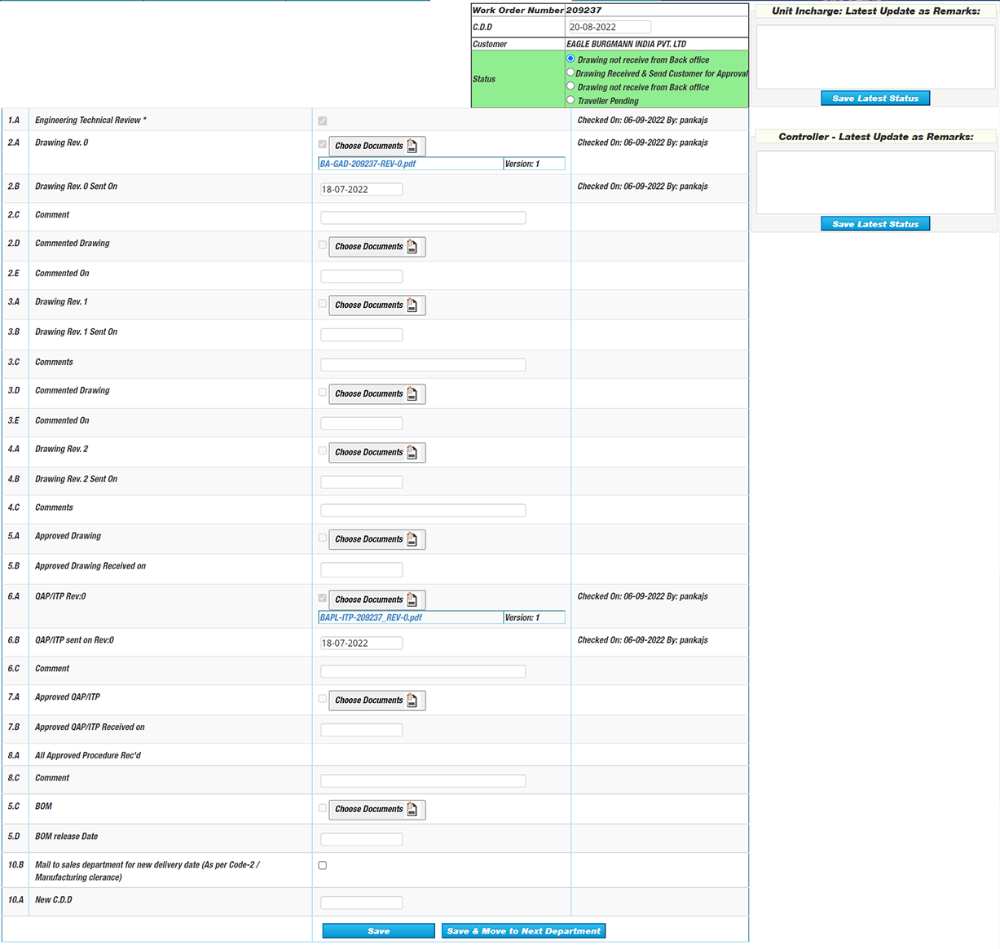 Work Order Number 209237
C.D.D 20-08-2022
Customer EAGLE BURGMANN INDIA PVT. LTD
Status
Drawing not receive from Back office
Drawing Received & Send Customer for Approval
Drawing not receive from Back office
Traveller Pending
Unit Incharge: Latest Update as Remarks:
Save Latest Status
Controller - Latest Update as Remarks:
Save Latest Status
1.A Engineering Technical Review * Checked On: 06-09-2022 By: pankajs
2.A Drawing Rev. 0 Choose Documents Checked On: 06-09-2022 By: pankajs
BA-GAD-209237-REV-0.pdf Version: 1
2.B Drawing Rev. 0 Sent On 18-07-2022 Checked On: 06-09-2022 By: pankajs
2.C Comment
2.D Commented Drawing Choose Documents
2.E Commented On
3.A Drawing Rev. 1 Choose Documents
3.B Drawing Rev. 1 Sent On
3.C Comments
3.D Commented Drawing Choose Documents
3.E Commented On
4.A Drawing Rev. 2 Choose Documents
4.B Drawing Rev. 2 Sent On
4.C Comments
5.A Approved Drawing Choose Documents
5.B Approved Drawing Received on
6.A QAP/ITP Rev:0 Choose Documents Checked On: 06-09-2022 By: pankajs
BAPL-ITP-209237_REV-0.pdf Version: 1
6.B QAP/ITP sent on Rev:0 18-07-2022 Checked On: 06-09-2022 By: pankajs
6.C Comment
7.A Approved QAP/ITP Choose Documents
7.B Approved QAP/ITP Received on
8.A All Approved Procedure Rec'd
8.C Comment
5.C BOM Choose Documents
5.D BOM release Date
10.B Mail to sales department for new delivery date (As per Code-2 /
Manufacturing clerance)
10.A New C.D.D
Save Save & Move to Next Department